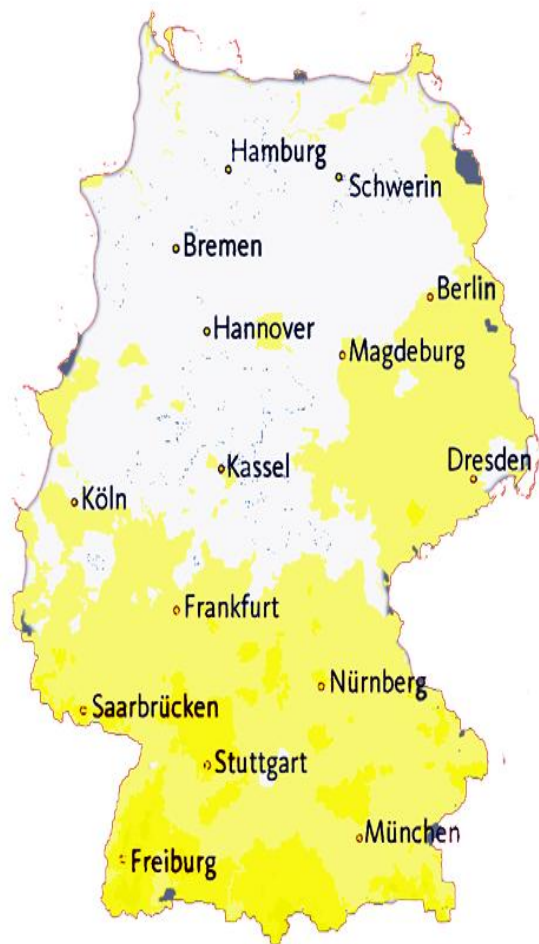 Hamburg
Schwerin
Bremen
Berlin
Hannover
Magdeburg
Kassel
Dresden
Köln
Frankfurt
Nürnberg
Saarbrücken
Stuttgart
München
Freiburg